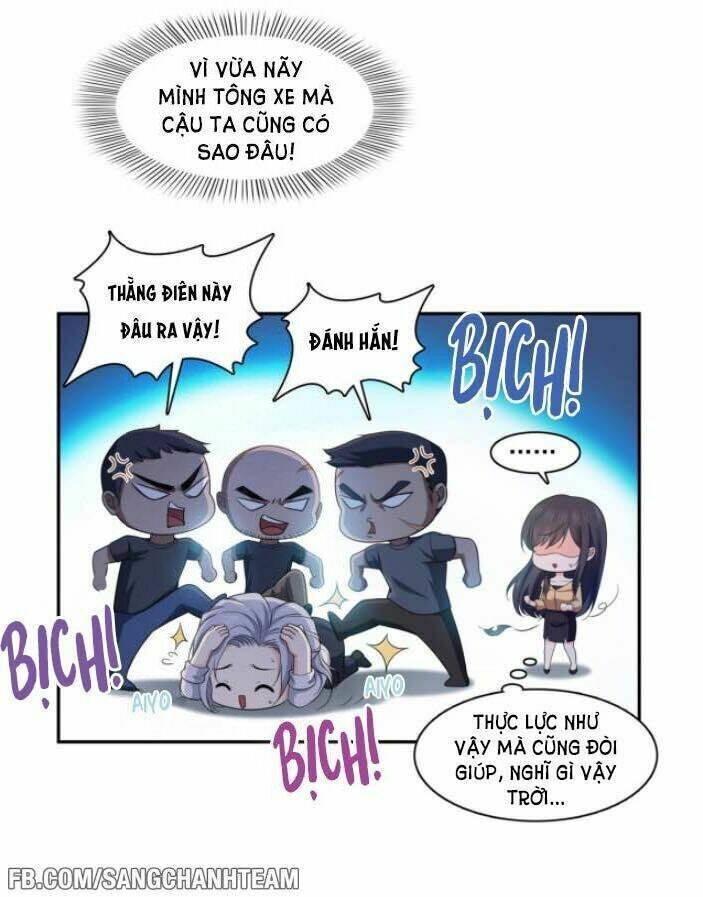 VÌ VỪA NÃY
MÌNH TÔNG XE MÀ
CẬU TA CŨNG CÓ
SAO ĐÂU!
THẰNG ĐIÊN NÀY
ĐÂU RA VẬY!
ĐÁNH HẮN!
BỊCH!
......
BỊCH!
AIYO
AIYO
BỊCH!
THỰC LỰC NHƯ
VẬY MÀ CŨNG ĐÒI
GIÚP, NGHĨ GÌ VẬY
TRỜI...
FB.COM/SANGCHANHTEAM